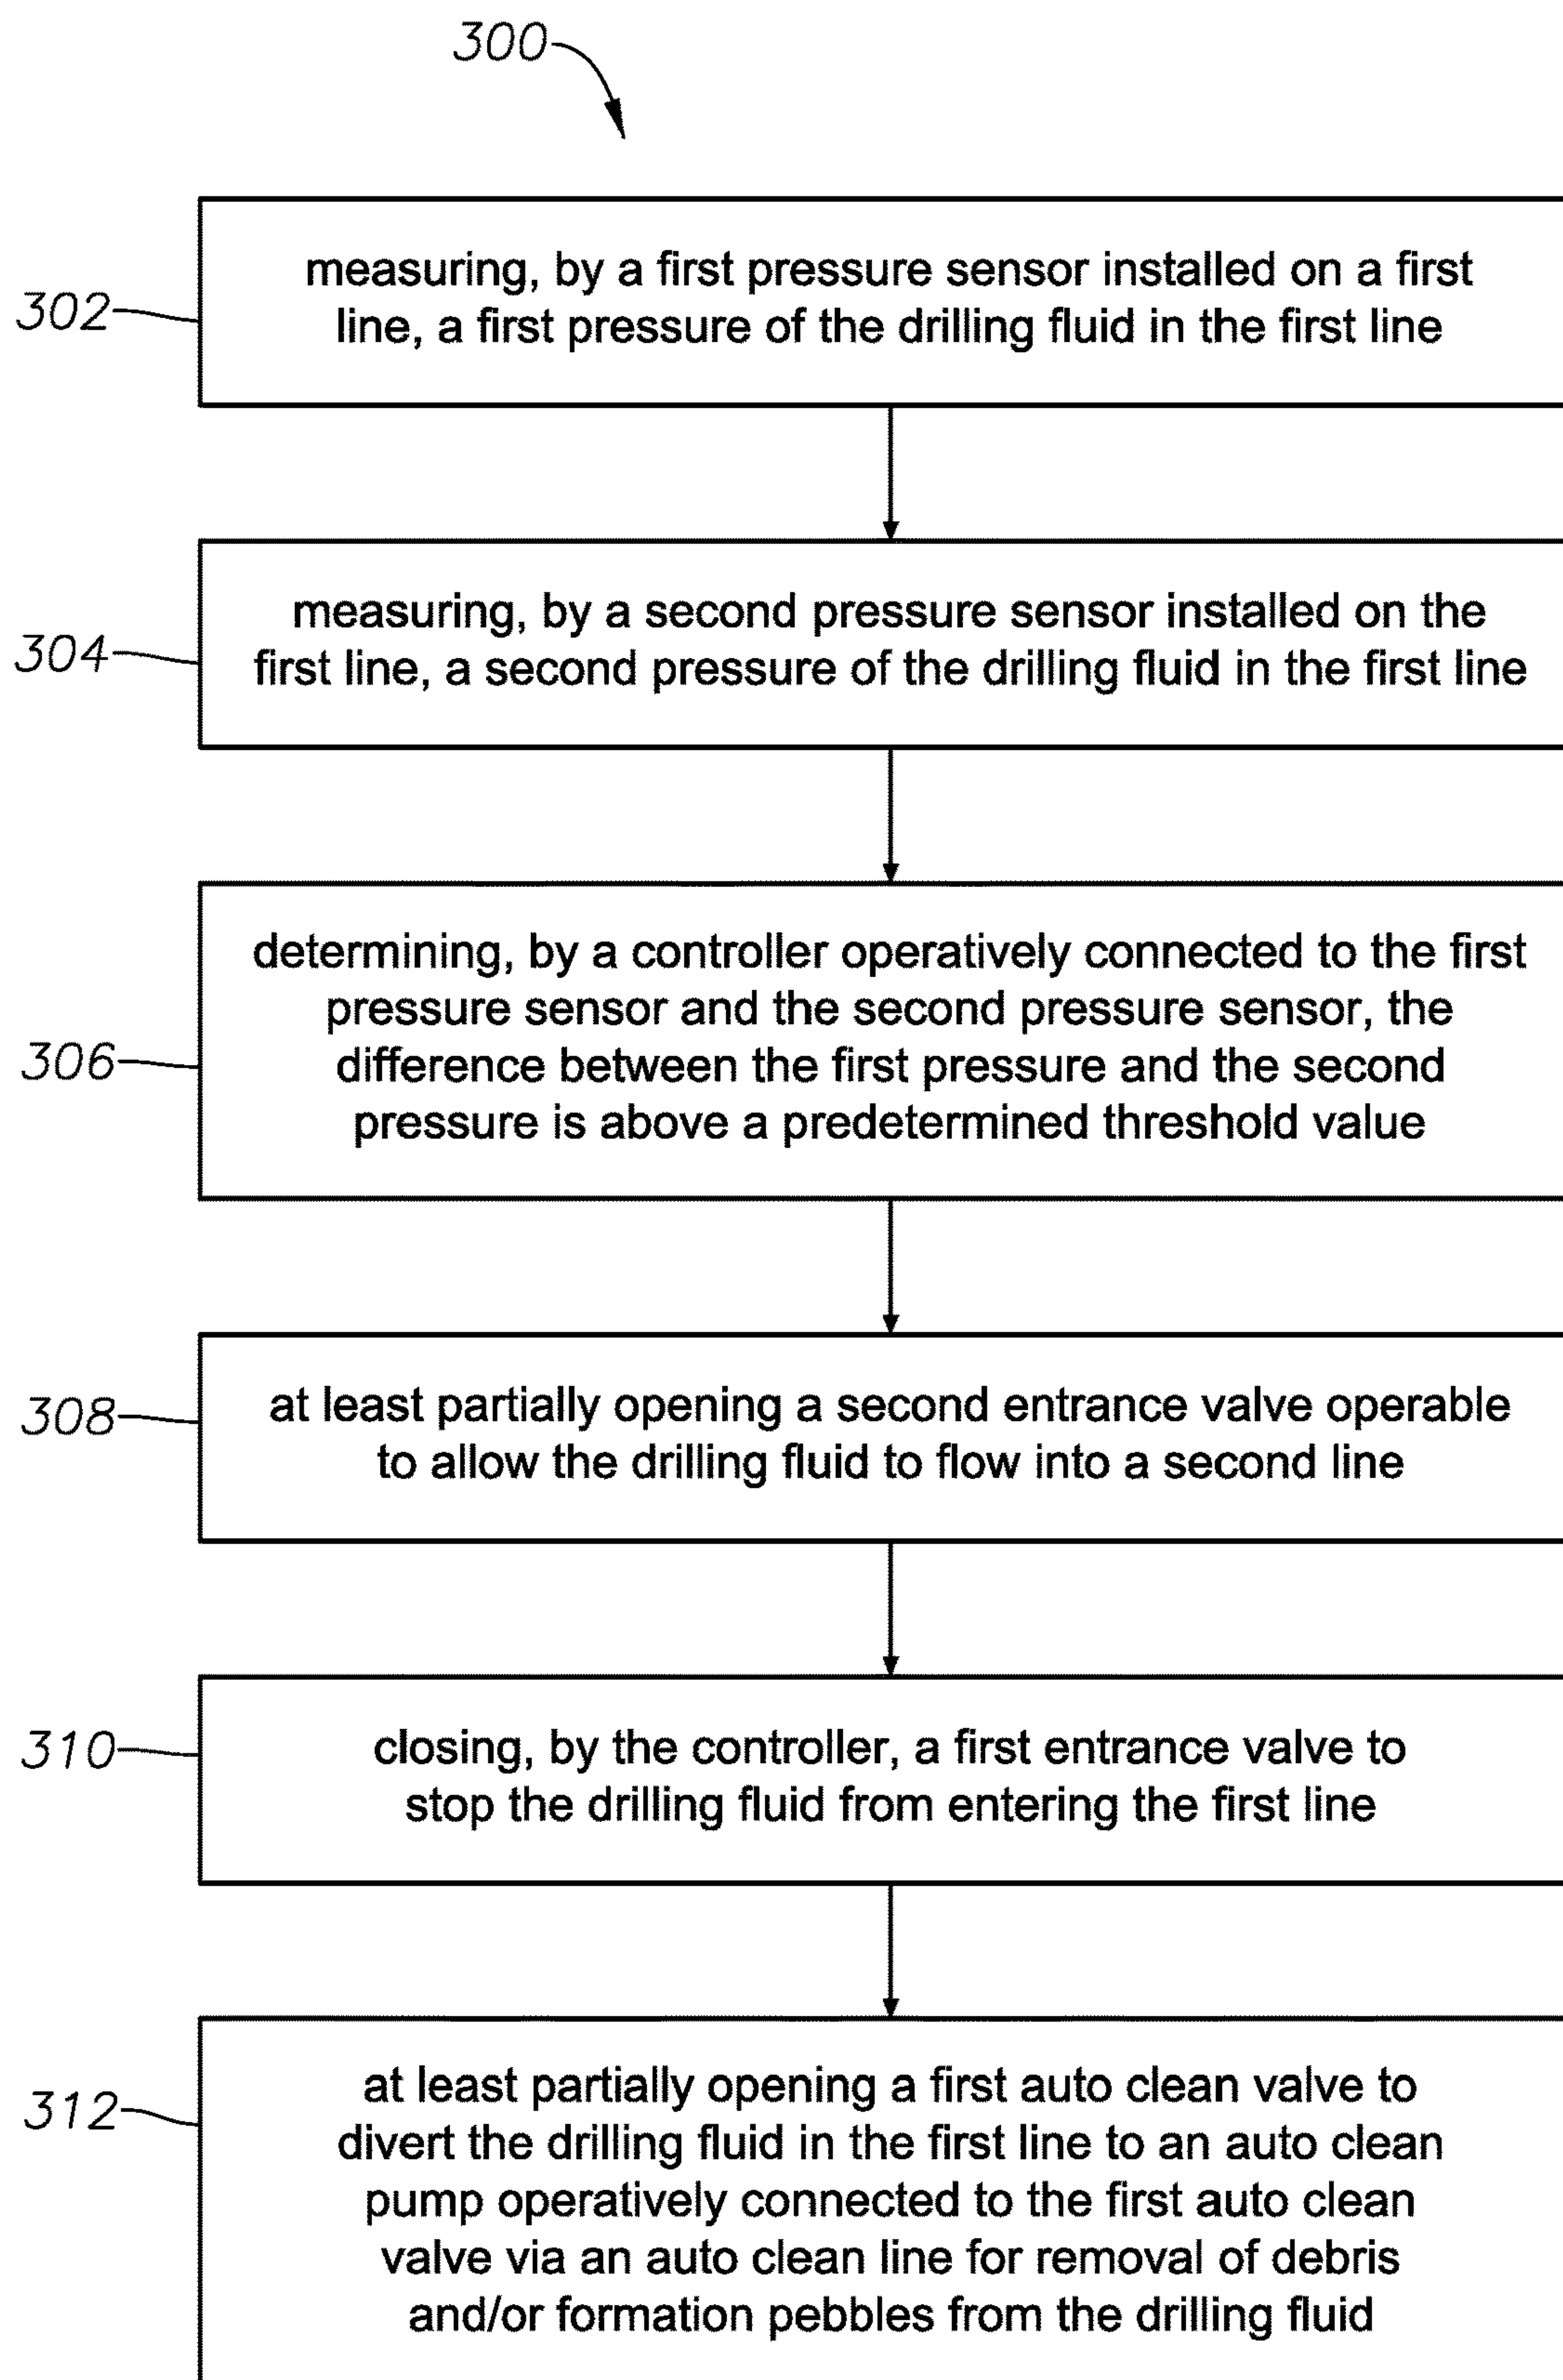 300
302
measuring, by a first pressure sensor installed on a first
line, a first pressure of the drilling fluid in the first line
304
measuring, by a second pressure sensor installed on the
first line, a second pressure of the drilling fluid in the first line
306
determining, by a controller operatively connected to the first
pressure sensor and the second pressure sensor, the
difference between the first pressure and the second
pressure is above a predetermined threshold value
308
at least partially opening a second entrance valve operable
to allow the drilling fluid to flow into a second line
310
closing, by the controller, a first entrance valve to
stop the drilling fluid from entering the first line
312
at least partially opening a first auto clean valve to
divert the drilling fluid in the first line to an auto clean
pump operatively connected to the first auto clean
valve via an auto clean line for removal of debris
and/or formation pebbles from the drilling fluid